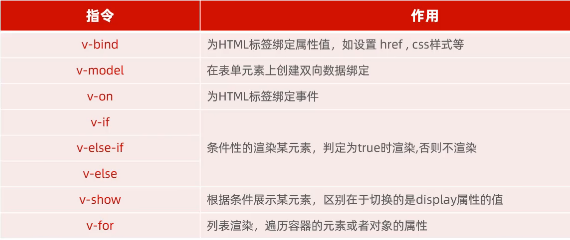 指令 作用
v-bind 为HTML标签绑定属性值，如设置 href , css样式等
v-model 在表单元素上创建双向数据绑定
v-on 为HTML标签绑定事件
v-if
v-else-if 条件性的渲染某元素，判定为true时渲染,否则不渲染
v-else
v-show 根据条件展示某元素，区别在于切换的是display属性的值
v-for 列表渲染，遍历容器的元素或者对象的属性